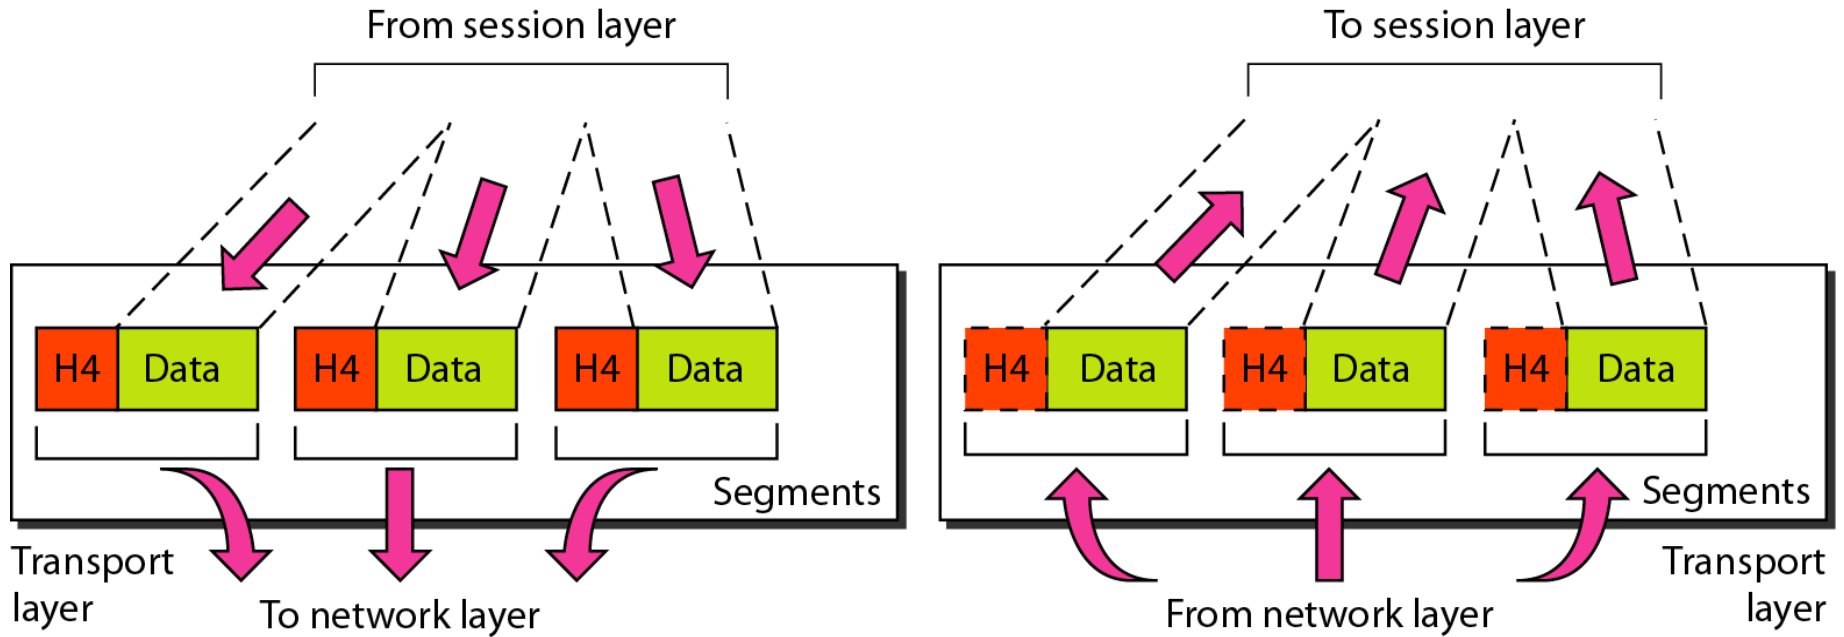 From session layer
H4 Data H4 Data H4 Data
Segments
Transport
layer
To network layer
To session layer
H4 Data H4 Data H4 Data
Segments
Transport
layer
From network layer